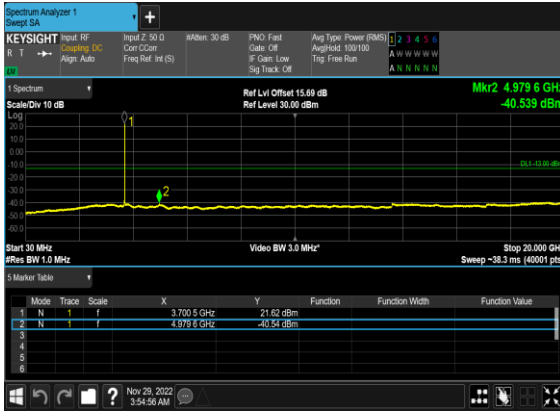 Spectrum Analyzer 1
Swept SA
+
KEYSIGHT
R T
LW
Input: RF
Coupling: DC
Align: Auto
Input Z: 50 Ω
Corr CCorr
Freq Ref: Int (S)
#Atten: 30 dB
PNO: Fast
Gate: Off
IF Gain: Low
Sig Track: Off
Avg Type: Power (RMS)
Avg|Hold: 100/100
Trig: Free Run
1 2 3 4 5 6
A W W W W W
A N N N N N
1 Spectrum
Scale/Div 10 dB
Ref Lvl Offset 15.69 dB
Ref Level 30.00 dBm
Mkr2 4.979 6 GHz
-40.539 dBm
Log
20.0
10.0
0.00
-10.0
-20.0
-30.0
-40.0
-50.0
-60.0
1
2
DL1 -13.00 dBm
Start 30 MHz
#Res BW 1.0 MHz
Video BW 3.0 MHz*
Stop 20.000 GHz
Sweep ~38.3 ms (40001 pts)
5 Marker Table
Mode Trace Scale X Y Function Function Width Function Value
1 N 1 f 3.700 5 GHz 21.62 dBm
2 N 1 f 4.979 6 GHz -40.54 dBm
3
4
5
6
?
Nov 29, 2022
3:54:56 AM